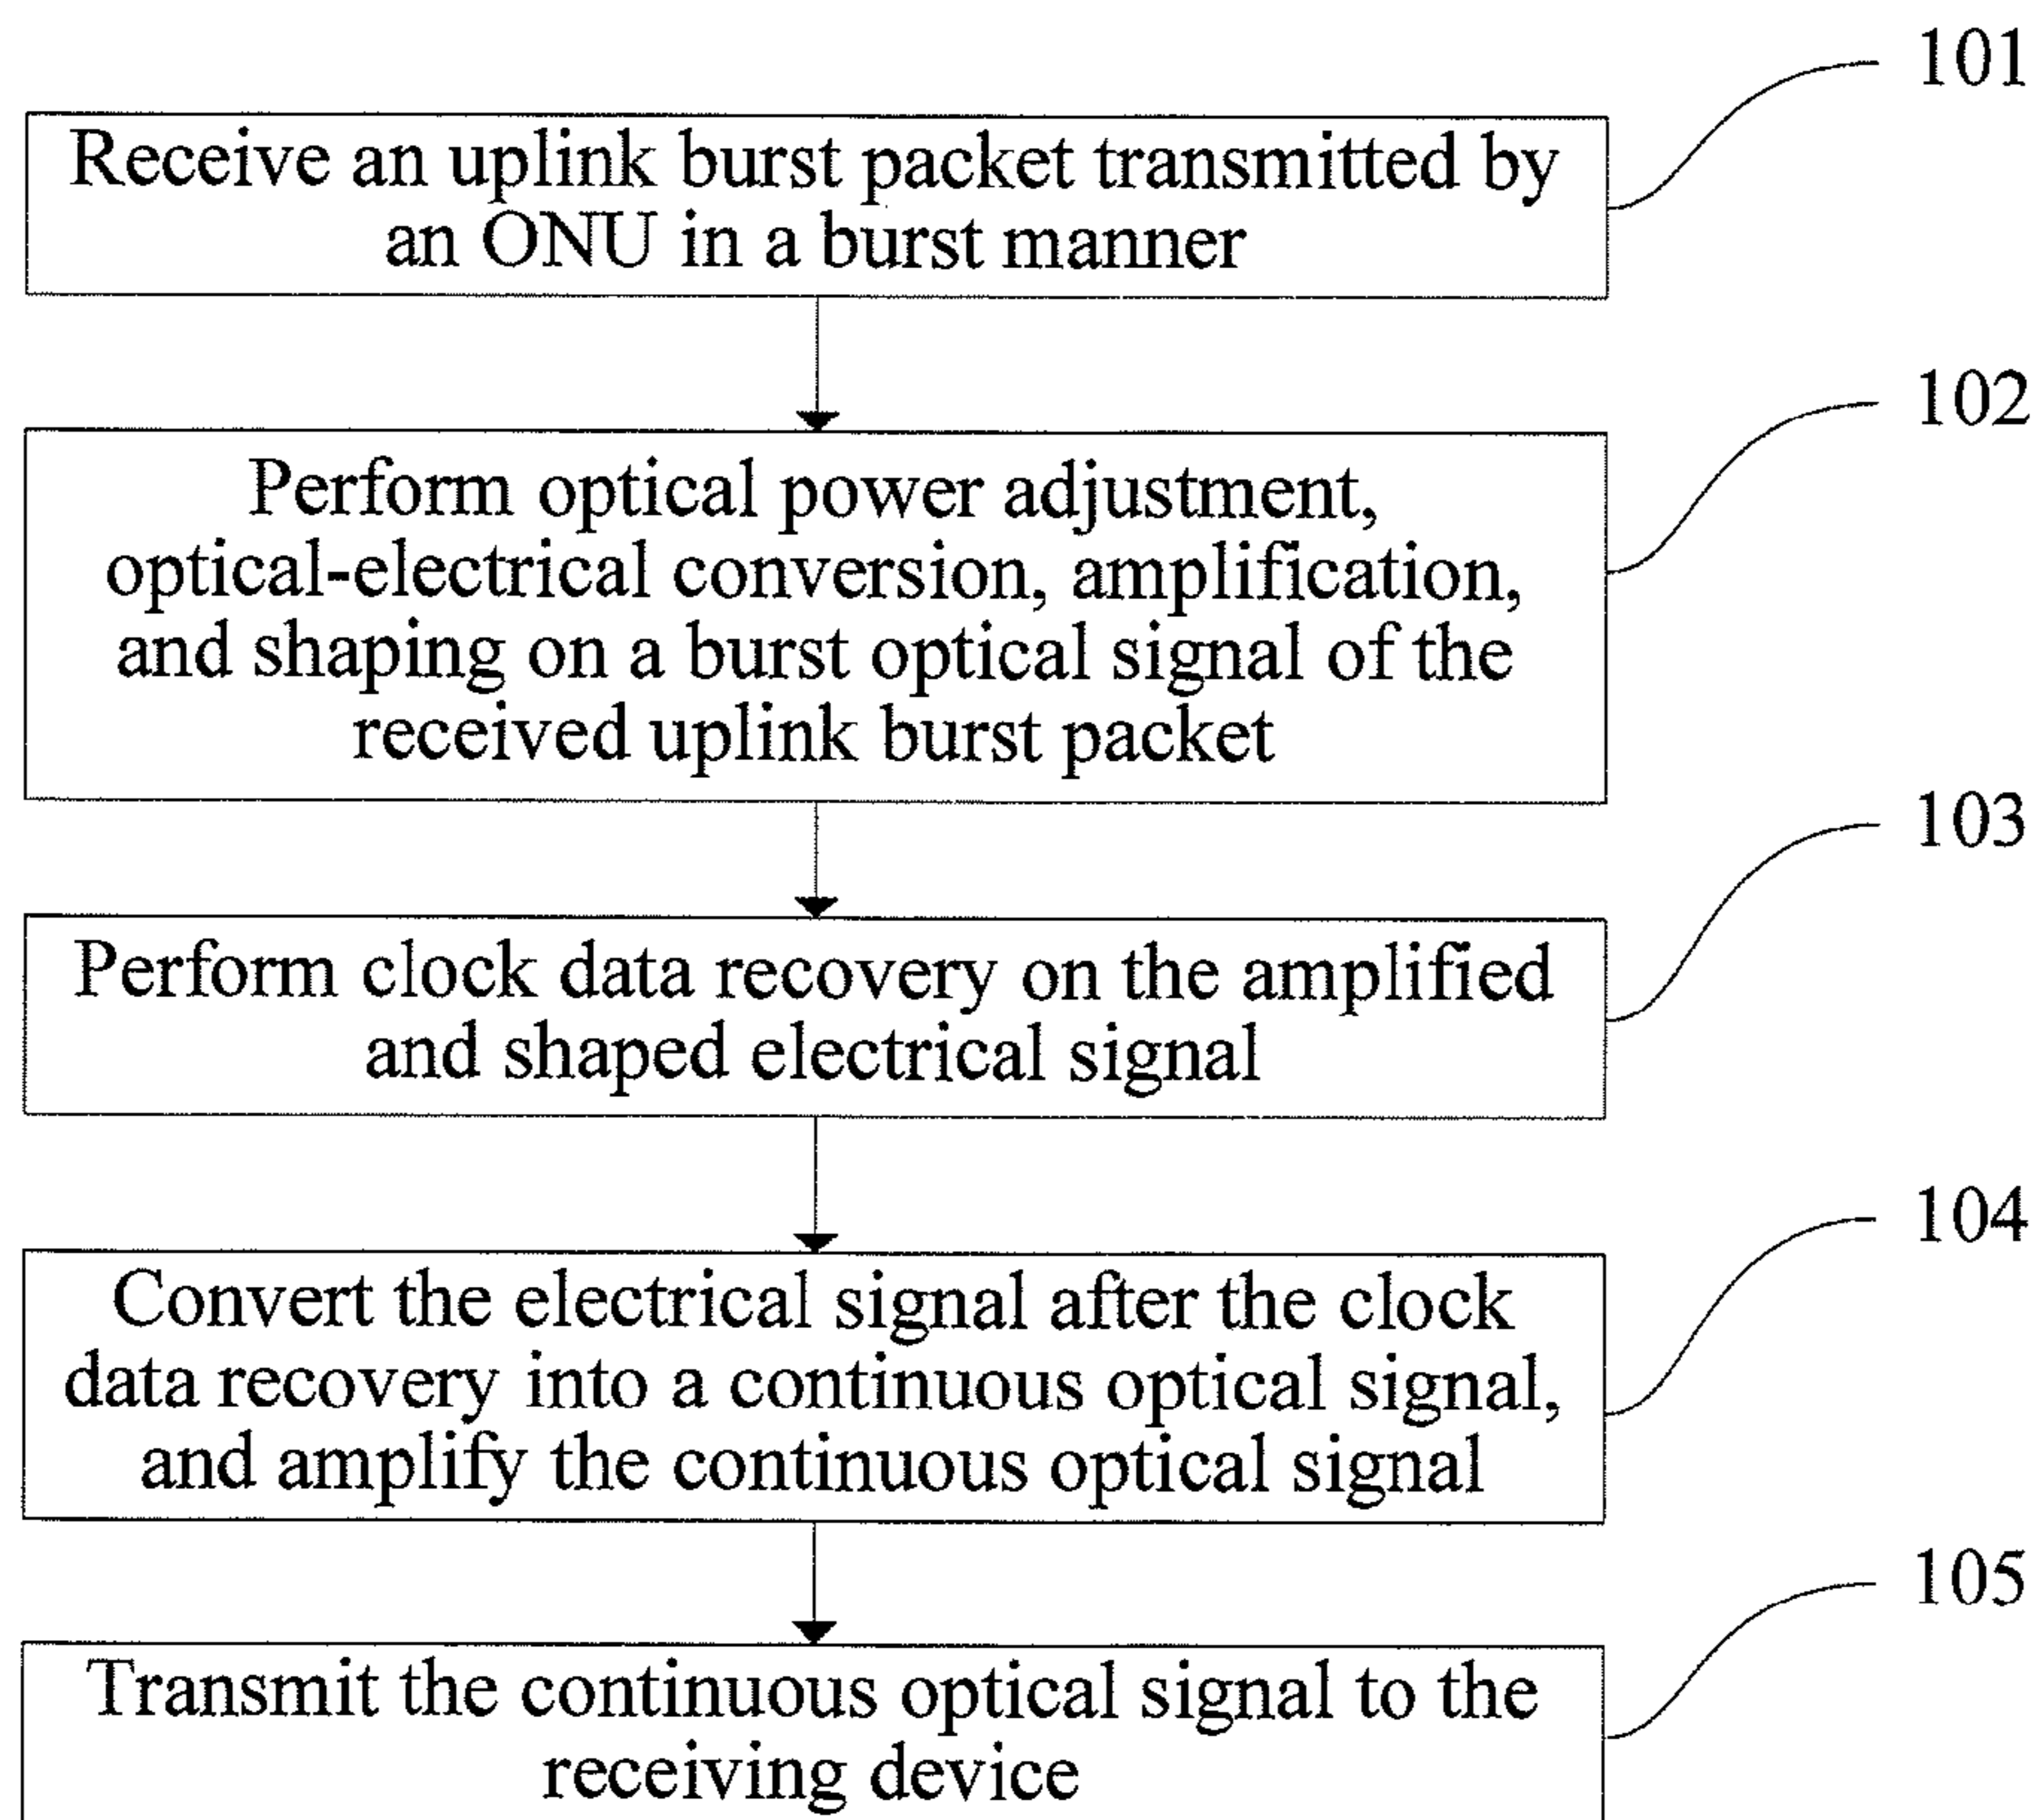 101
Receive an uplink burst packet transmitted by
an ONU in a burst manner
102
Perform optical power adjustment,
optical-electrical conversion, amplification,
and shaping on a burst optical signal of the
received uplink burst packet
103
Perform clock data recovery on the amplified
and shaped electrical signal
104
Convert the electrical signal after the clock
data recovery into a continuous optical signal,
and amplify the continuous optical signal
105
Transmit the continuous optical signal to the
receiving device